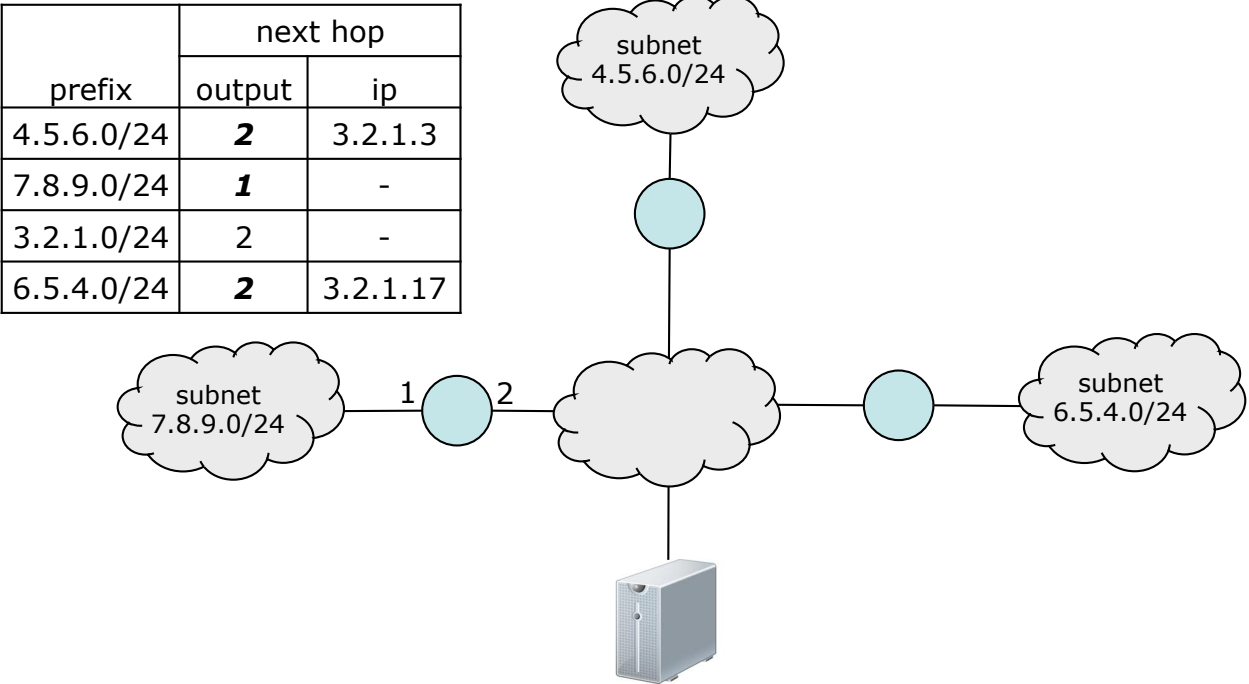 next hop
prefix output ip
4.5.6.0/24 2 3.2.1.3
7.8.9.0/24 1 -
3.2.1.0/24 2 -
6.5.4.0/24 2 3.2.1.17
subnet
4.5.6.0/24
subnet
7.8.9.0/24
1
2
subnet
6.5.4.0/24